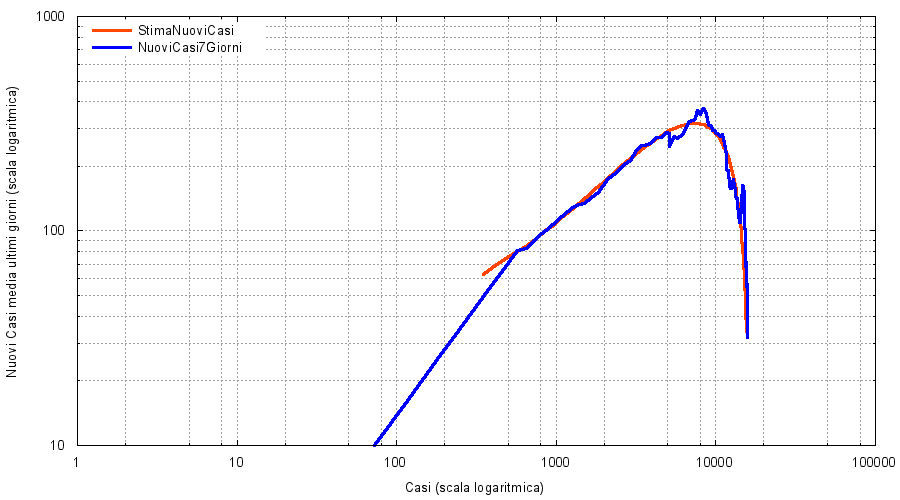 1000
StimaNuoviCasi
NuoviCasi7Giorni
Nuovi Casi media ultimi giorni (scala logaritmica)
100
10
1
10
100
1000
10000
100000
Casi (scala logaritmica)